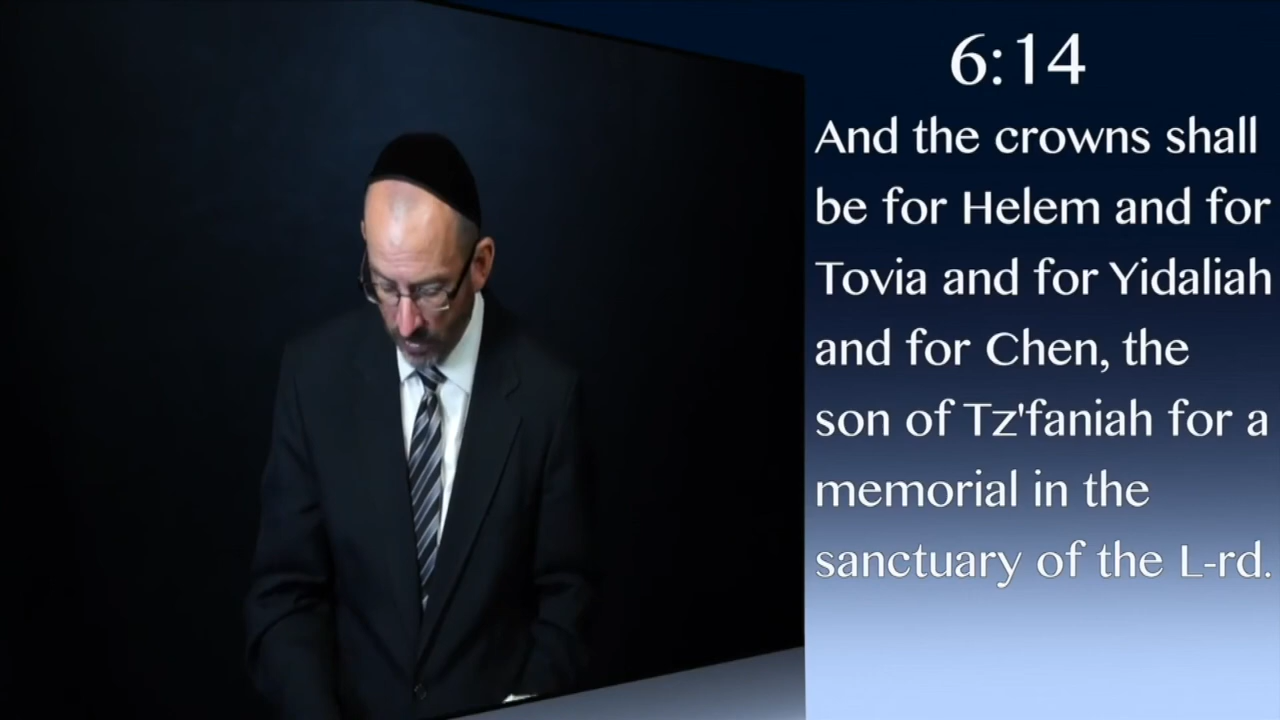 6:14
And the crowns shall
be for Helem and for
Tovia and for Yidaliah
and for Chen, the
son of Tz'faniah for a
memorial in the
sanctuary of the L-rd.